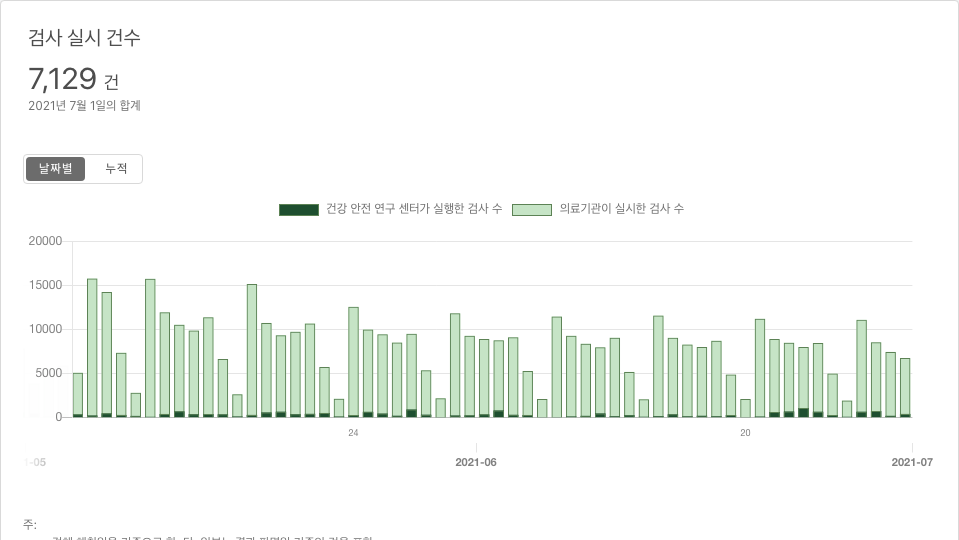 검사 실시 건수
7,129 건
2021년 7월 1일의 합계
날짜별 누적
건강 안전 연구 센터가 실행한 검사 수 의료기관이 실시한 검사 수
20000
15000
10000
5000
0
24 20
-05 2021-06 2021-07
주: